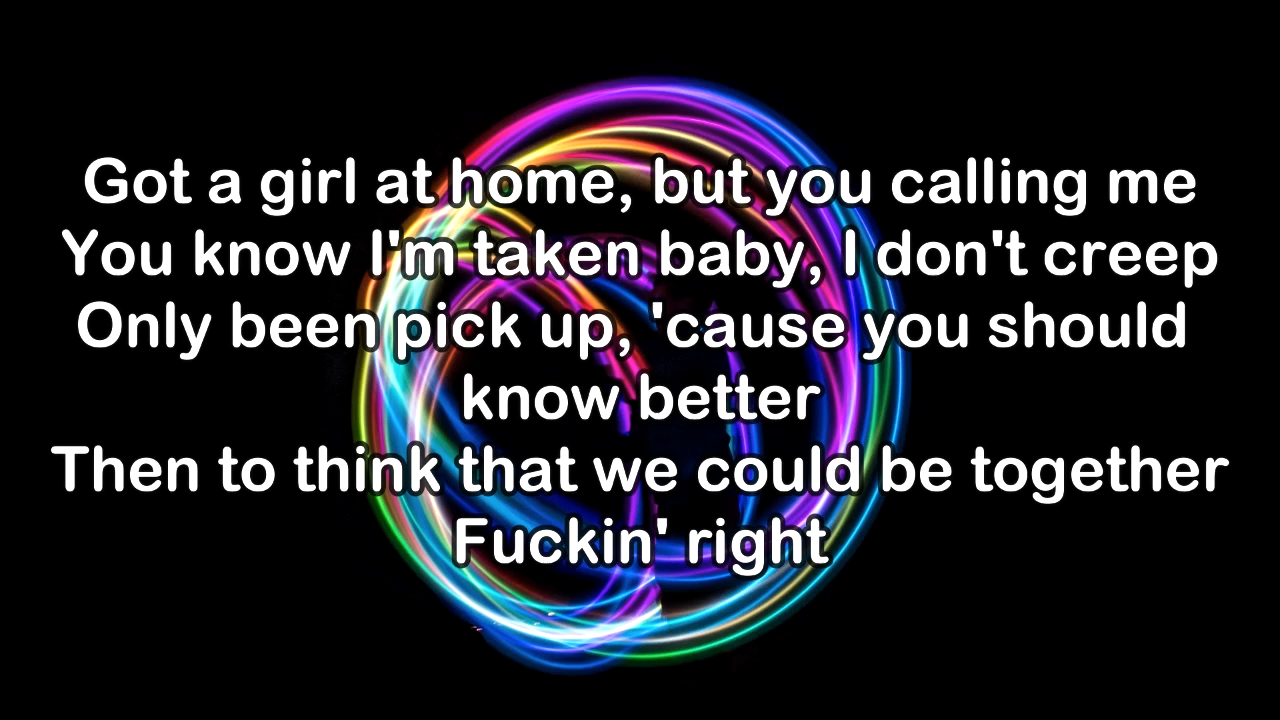 Got a girl at home, but you calling me
You know I'm taken baby, I don't creep
Only been pick up, 'cause you should
know better
Then to think that we could be together
Fuckin' right